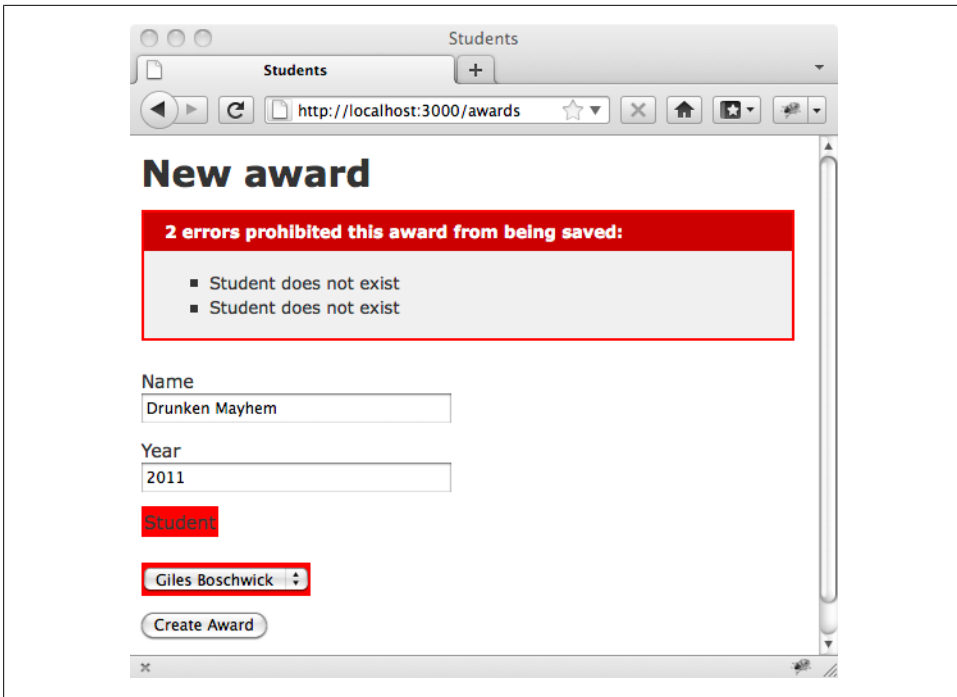 Students
Students
http://localhost:3000/awards
New award
2 errors prohibited this award from being saved:
Student does not exist
Student does not exist
Name
Drunken Mayhem
Year
2011
Student
Giles Boschwick
Create Award